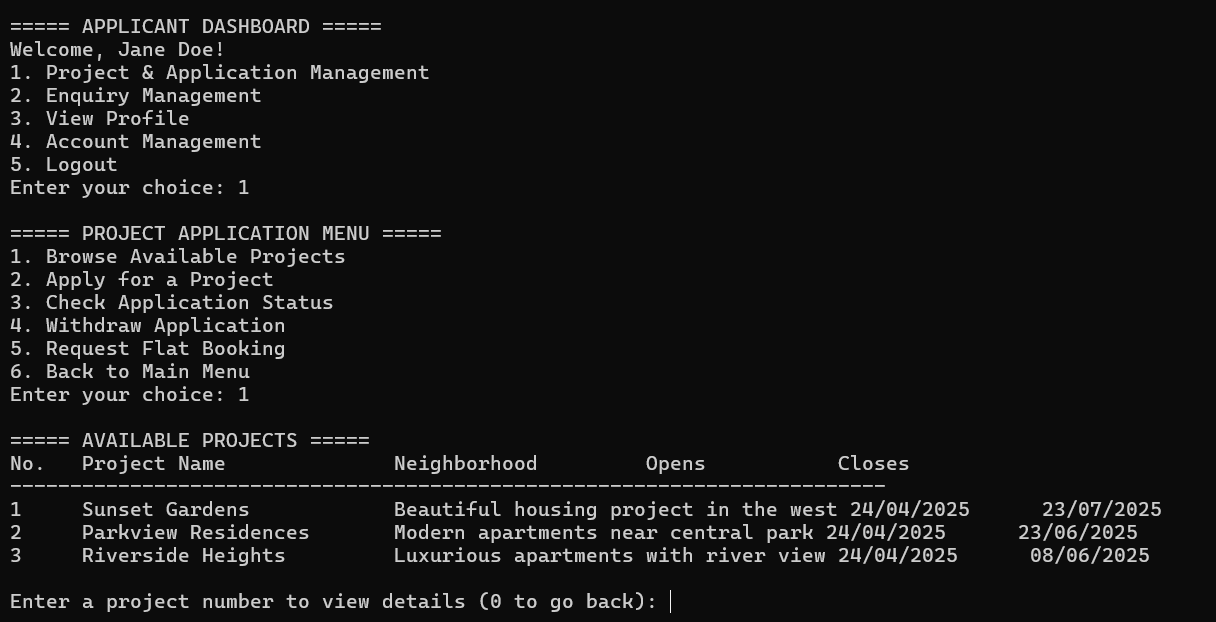 ===== APPLICANT DASHBOARD =====
Welcome, Jane Doe!
1. Project & Application Management
2. Enquiry Management
3. View Profile
4. Account Management
5. Logout
Enter your choice: 1

===== PROJECT APPLICATION MENU =====
1. Browse Available Projects
2. Apply for a Project
3. Check Application Status
4. Withdraw Application
5. Request Flat Booking
6. Back to Main Menu
Enter your choice: 1

===== AVAILABLE PROJECTS =====
No.   Project Name              Neighborhood         Opens           Closes
-------------------------------------------------------------------------
1     Sunset Gardens            Beautiful housing project in the west 24/04/2025      23/07/2025
2     Parkview Residences       Modern apartments near central park 24/04/2025      23/06/2025
3     Riverside Heights         Luxurious apartments with river view 24/04/2025      08/06/2025

Enter a project number to view details (0 to go back):